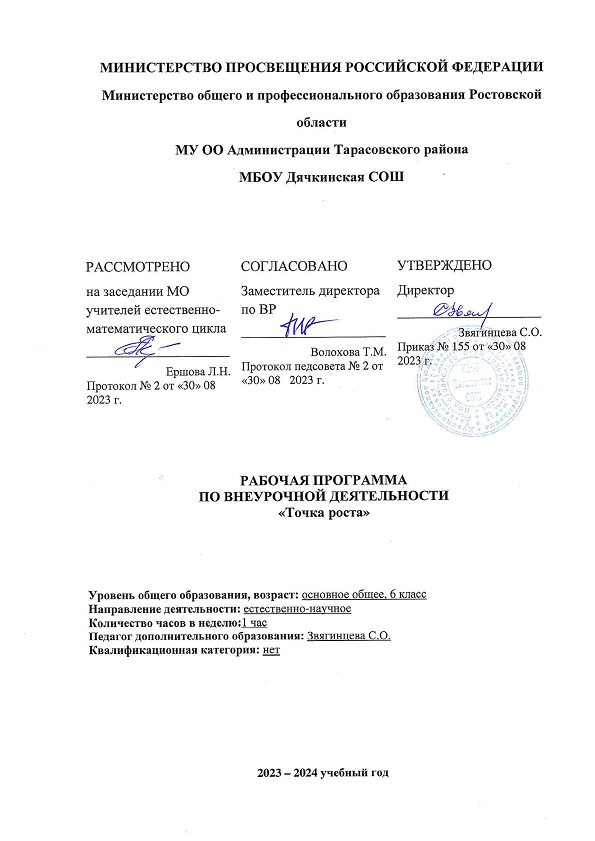 МИНИСТЕРСТВО ПРОСВЕЩЕНИЯ РОССИЙСКОЙ ФЕДЕРАЦИИ
Министерство общего и профессионального образования Ростовской
области
МУ ОО Администрации Тарасовского района
МБОУ Дячкинская СОШ
РАССМОТРЕНО
на заседании МО
учителей естественно-
математического цикла
Ершова Л.Н.
Протокол № 2 от «30» 08
2023 г.
СОГЛАСОВАНО
Заместитель директора
по ВР
Волохова Т.М.
Протокол педсовета № 2 от
«30» 08 2023 г.
УТВЕРЖДЕНО
Директор
Звягинцева С.О.
Приказ № 155 от «30» 08
2023 г.
РАБОЧАЯ ПРОГРАММА
ПО ВНЕУРОЧНОЙ ДЕЯТЕЛЬНОСТИ
«Точка роста»
Уровень общего образования, возраст: основное общее, 6 класс
Направление деятельности: естественно-научное
Количество часов в неделю:1 час
Педагог дополнительного образования: Звягинцева С.О.
Квалификационная категория: нет
2023 – 2024 учебный год